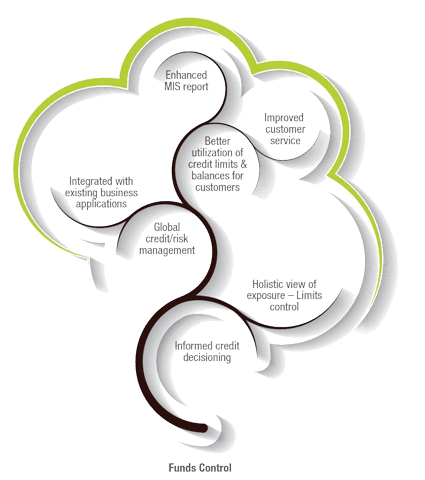 Enhanced
MIS report
Improved
customer
service
Better
utilization of
credit limits &
balances for
customers
Integrated with
existing business
applications
Global
credit/risk
management
Holistic view of
exposure – Limits
control
Informed credit
decisioning
Funds Control